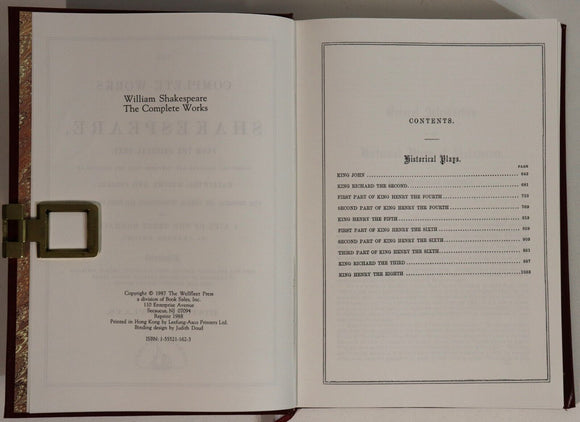 William Shakespeare
The Complete Works
Copyright © 1987 The Wellfleet Press
a division of Book Sales, Inc.
110 Enterprise Avenue
Secaucus, NJ 07094
Reprint 1988
Printed in Hong Kong by Leefung-Asco Printers Ltd.
Binding design by Judith Doud
ISBN: 1-55521-162-3
CONTENTS.
Historical Plays.
PAGE
KING JOHN
KING RICHARD THE SECOND
FIRST PART OF KING HENRY THE FOURTH
SECOND PART OF KING HENRY THE FOURTH
KING HENRY THE FIFTH
FIRST PART OF KING HENRY THE SIXTH
SECOND PART OF KING HENRY THE SIXTH
THIRD PART OF KING HENRY THE SIXTH
KING RICHARD THE THIRD
KING HENRY THE EIGHTH